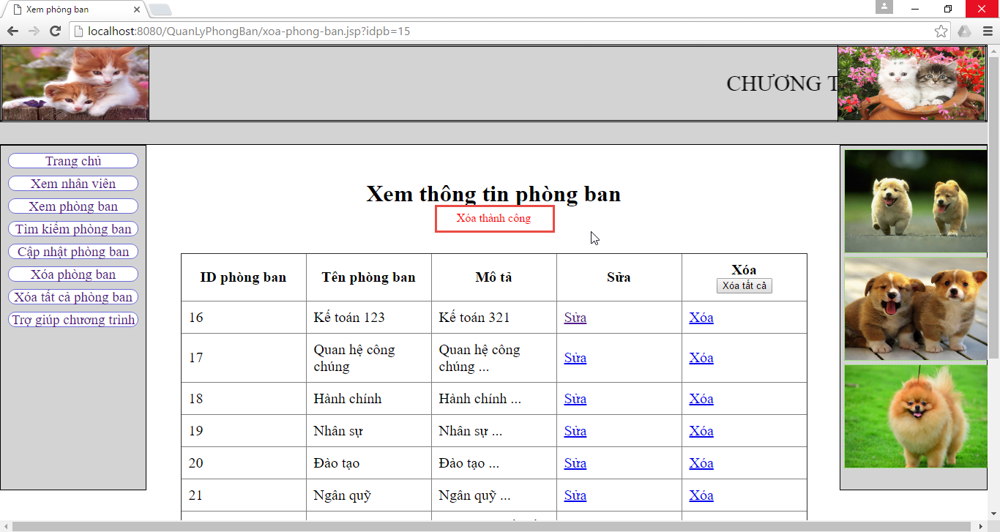 Xem phòng ban
localhost:8080/QuanLyPhongBan/xoa-phong-ban.jsp?idpb=15
CHƯƠNG T
Trang chủ
Xem nhân viên
Xem phòng ban
Tìm kiếm phòng ban
Cập nhật phòng ban
Xóa phòng ban
Xóa tất cả phòng ban
Trợ giúp chương trình
Xem thông tin phòng ban
Xóa thành công
ID phòng ban Tên phòng ban Mô tả Sửa Xóa
Xóa tất cả
16 Kế toán 123 Kế toán 321 Sửa Xóa
17 Quan hệ công chúng Quan hệ công chúng ... Sửa Xóa
18 Hành chính Hành chính ... Sửa Xóa
19 Nhân sự Nhân sự ... Sửa Xóa
20 Đào tạo Đào tạo ... Sửa Xóa
21 Ngân quỹ Ngân quỹ ... Sửa Xóa